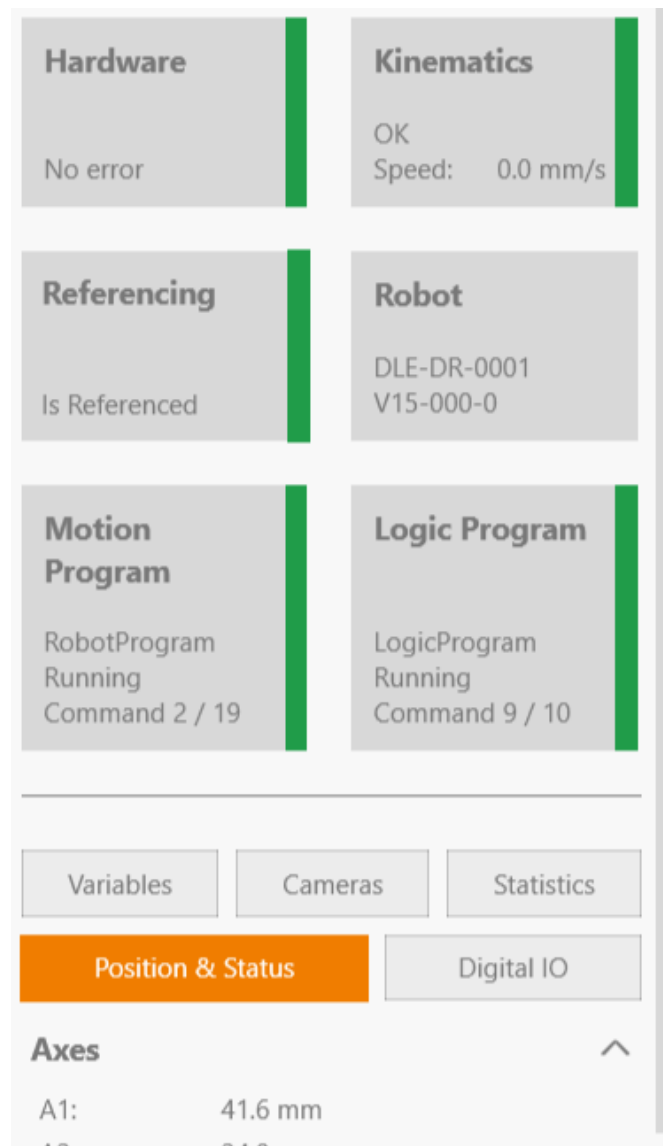 Hardware
No error
Kinematics
OK
Speed: 0.0 mm/s
Referencing
Is Referenced
Robot
DLE-DR-0001
V15-000-0
Motion
Program
RobotProgram
Running
Command 2 / 19
Logic Program
LogicProgram
Running
Command 9 / 10
Variables
Cameras
Statistics
Position & Status
Digital IO
Axes
A1: 41.6 mm